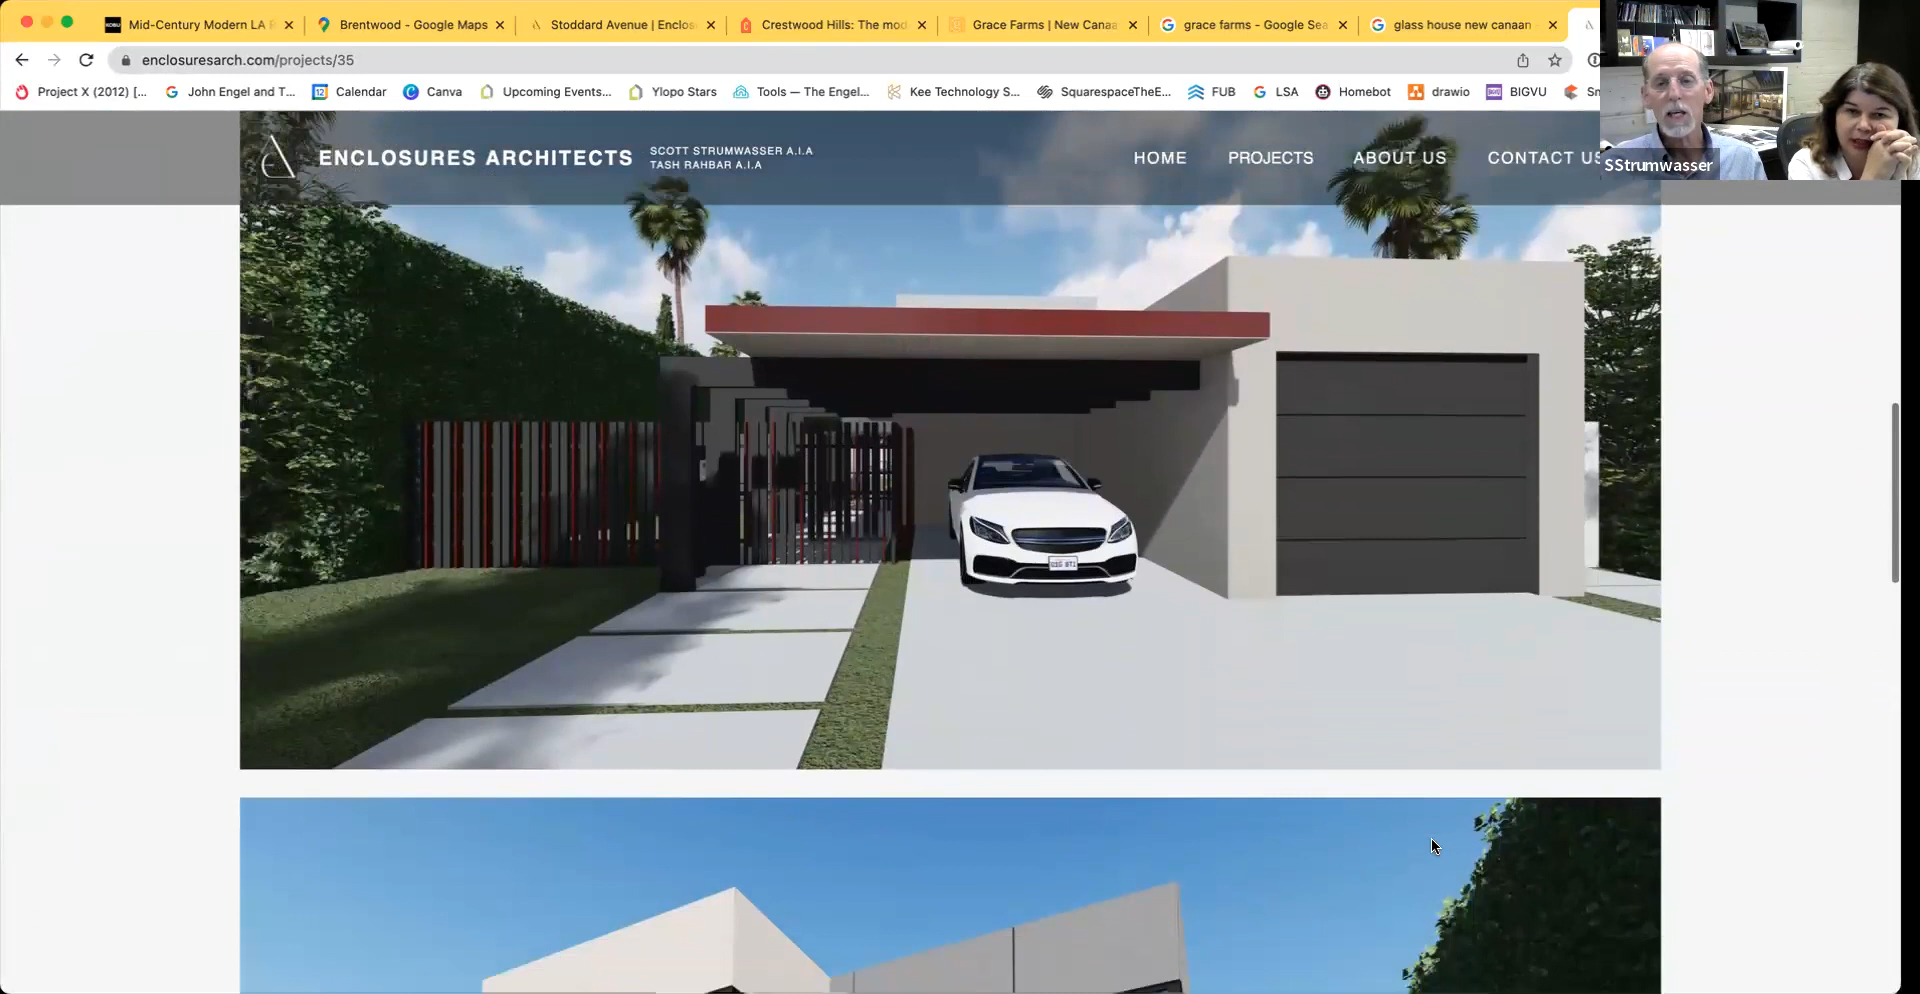 Mid-Century Modern LA R
Brentwood - Google Maps
Stoddard Avenue | Enclos
Crestwood Hills: The mod
Grace Farms | New Canaa
grace farms - Google Sea
glass house new canaan
enclosuresarch.com/projects/35
Project X (2012) [...
John Engel and T...
Calendar
Canva
Upcoming Events...
Ylopo Stars
Tools — The Engel...
Kee Technology S...
SquarespaceTheE...
FUB
LSA
Homebot
drawio
BIGVU
Sn
ENCLOSURES ARCHITECTS
SCOTT STRUMWASSER A.I.A
TASH RAHBAR A.I.A
HOME
PROJECTS
ABOUT US
CONTACT US
SStrumwasser